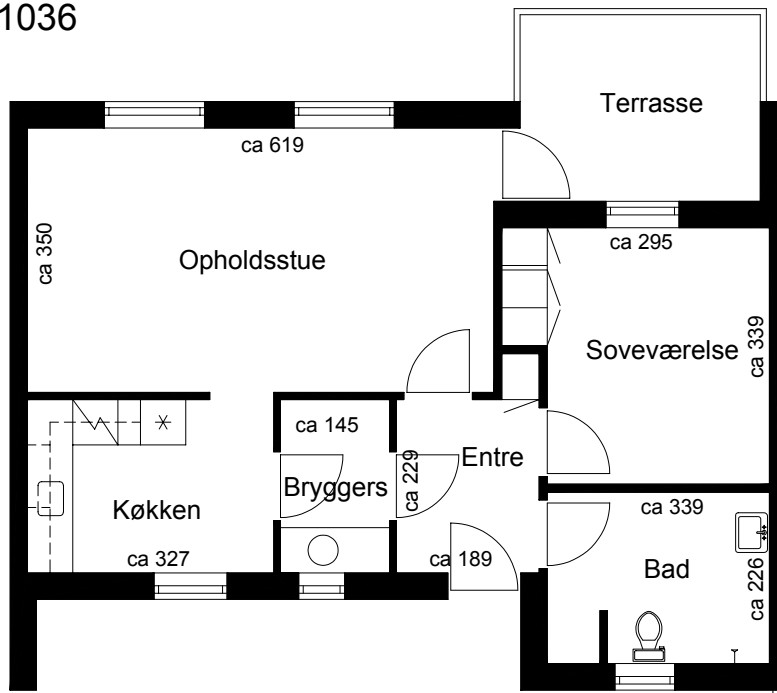 1036
Terrasse
ca 619
ca 350
Opholdsstue
ca 295
Soveværelse
ca 339
ca 145
Bryggers
ca 229
Entre
Køkken
ca 327
ca 189
ca 339
Bad
ca 226